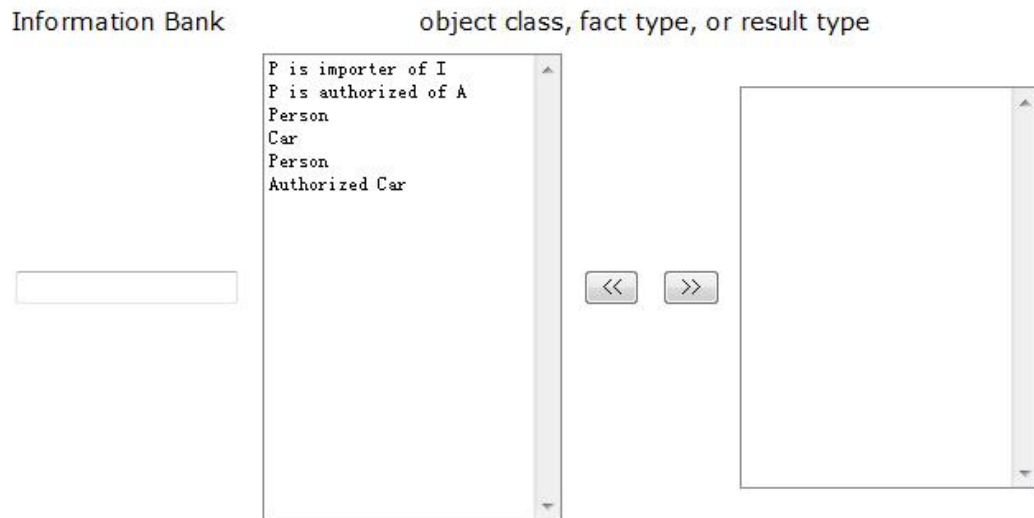 Information Bank
object class, fact type, or result type
P is importer of I
P is authorized of A
Person
Car
Person
Authorized Car
<<
>>